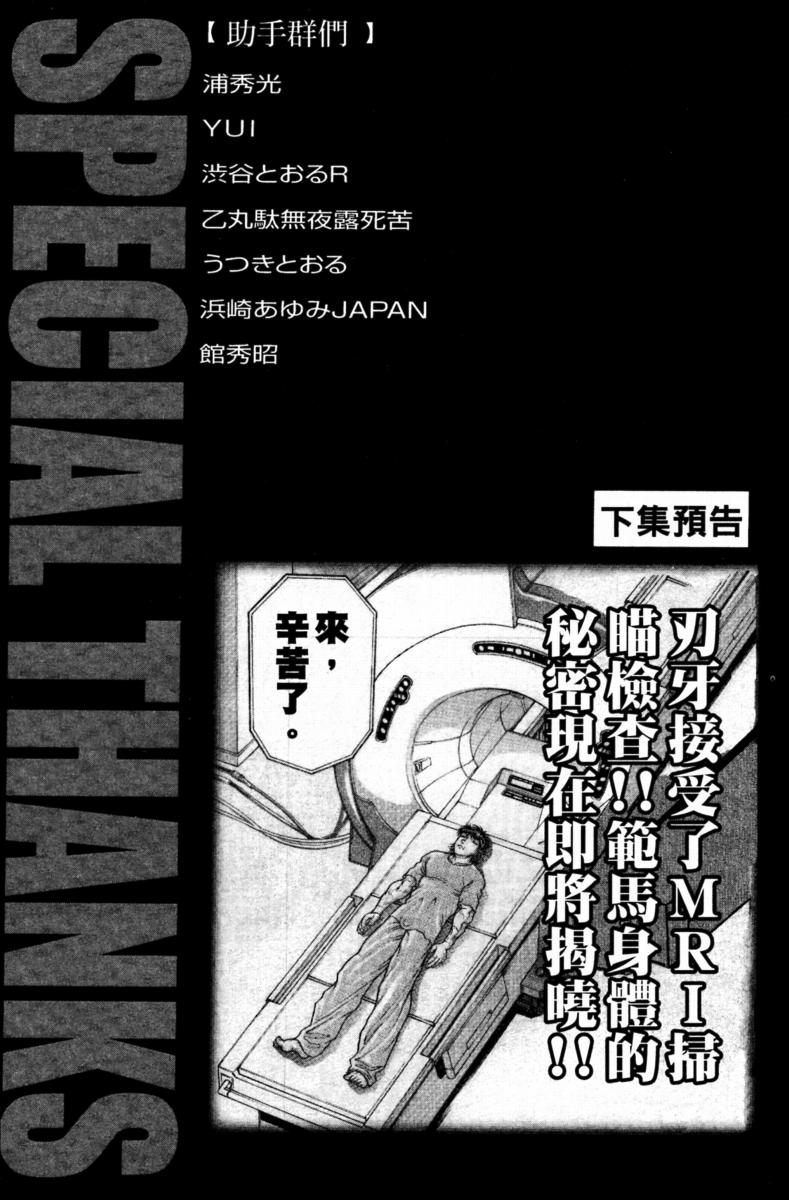 SPECIAL THANKS
【 助手群們 】
浦秀光
YUI
渋谷とおるR
乙丸駄無夜露死苦
うつきとおる
浜崎あゆみJAPAN
館秀昭
下集預告
刃牙接受了MRI掃
瞄檢查!!範馬身體的
秘密現在即將揭曉!!
來，
辛苦了。